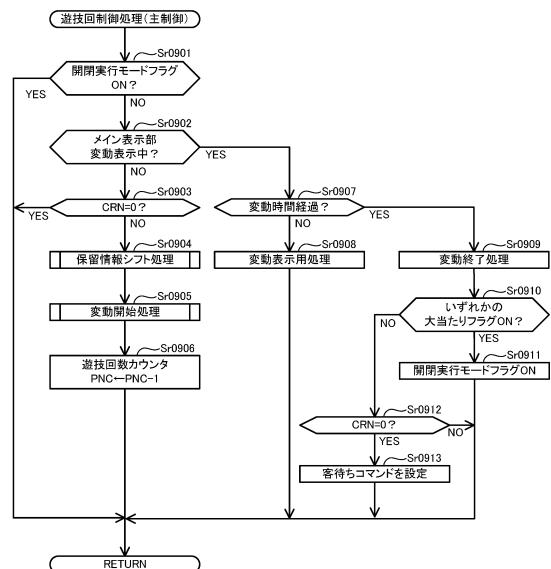 遊技回制御処理(主制御)
Sr0901
開閉実行モードフラグ
ON?
YES
NO
Sr0902
メイン表示部
変動表示中?
YES
NO
Sr0903
CRN=0?
YES
NO
Sr0904
保留情報シフト処理
Sr0905
変動開始処理
Sr0906
遊技回数カウンタ
PNC←PNC-1
Sr0907
変動時間経過?
YES
NO
Sr0908
変動表示用処理
Sr0909
変動終了処理
Sr0910
いずれかの
大当たりフラグON?
NO
YES
Sr0911
開閉実行モードフラグON
Sr0912
CRN=0?
NO
YES
Sr0913
客待ちコマンドを設定
RETURN